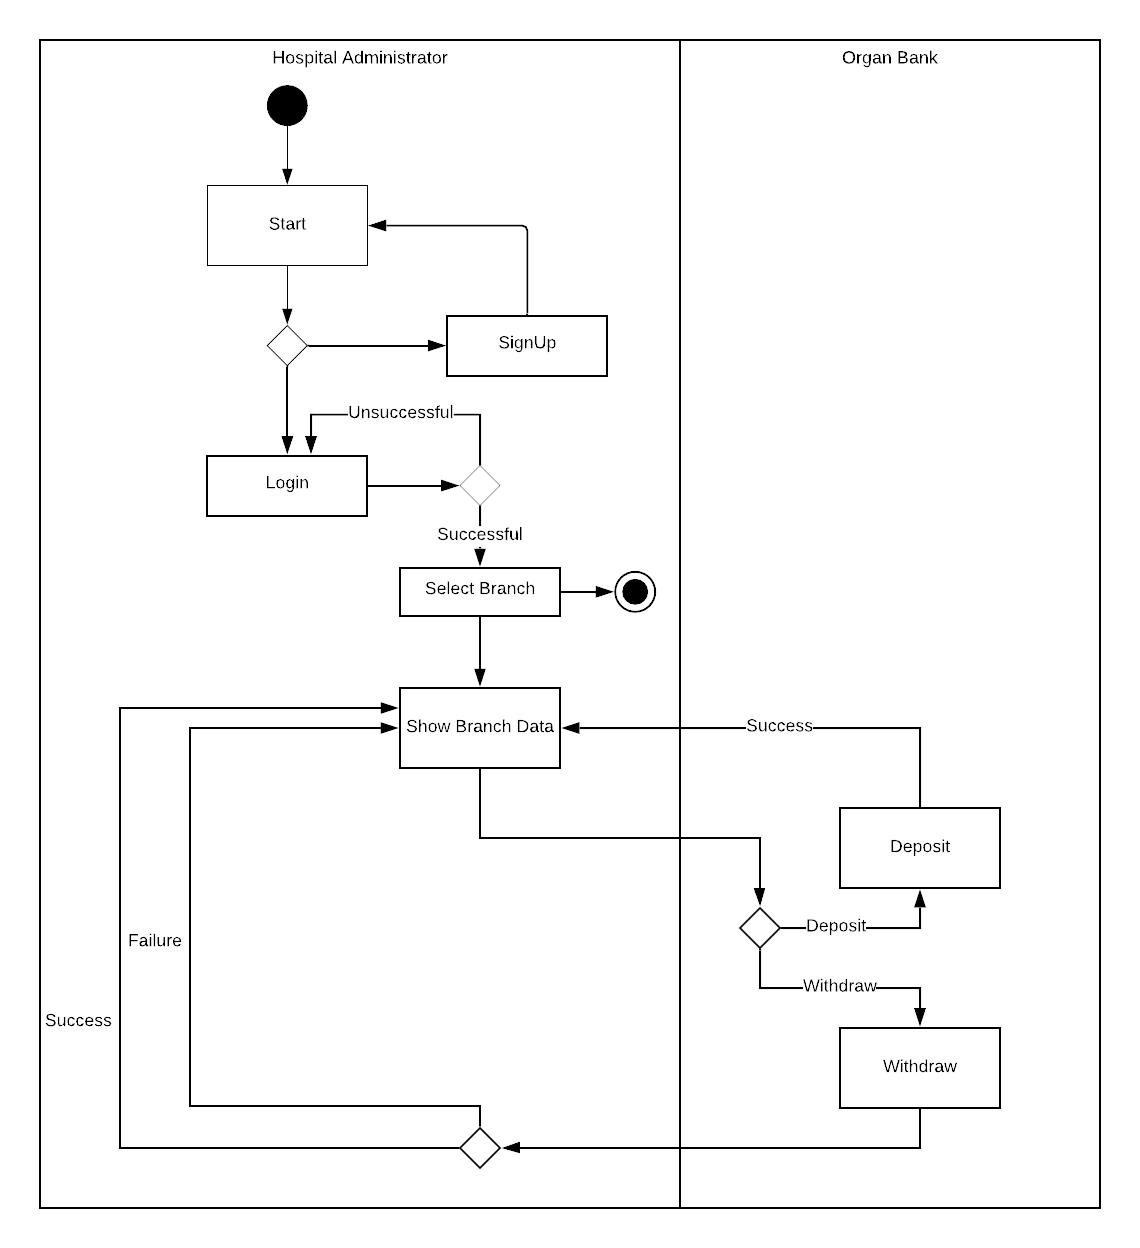 Hospital Administrator
Organ Bank
Start
SignUp
Unsuccessful
Login
Successful
Select Branch
Show Branch Data
Success
Deposit
Deposit
Failure
Withdraw
Success
Withdraw